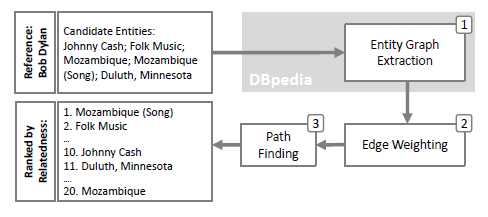 Reference:
Bob Dylan
Candidate Entities:
Johnny Cash; Folk Music;
Mozambique; Mozambique
(Song); Duluth, Minnesota
1
Entity Graph
Extraction
DBpedia
Ranked by
Relatedness:
1. Mozambique (Song)
2. Folk Music
...
10. Johnny Cash
11. Duluth, Minnesota
....
20. Mozambique
3
Path
Finding
2
Edge Weighting